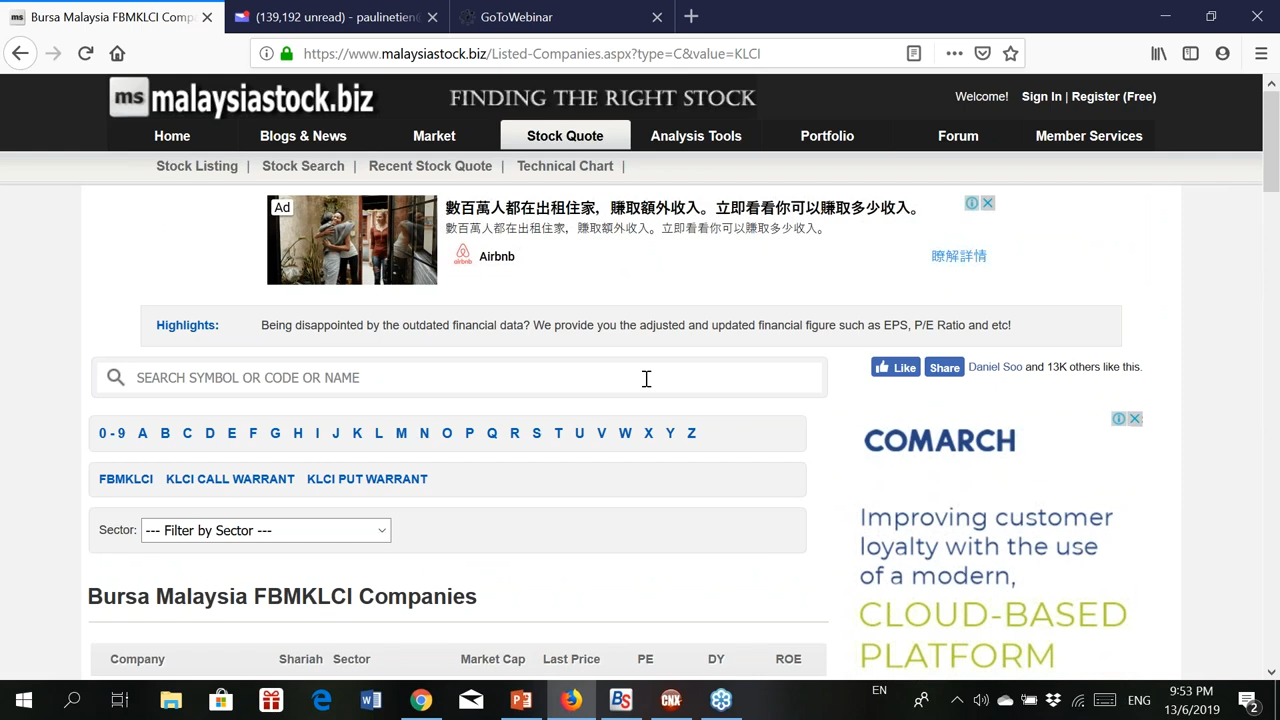 ms Bursa Malaysia FBMKLCI Comp
(139,192 unread) - paulinetien@
GoToWebinar
https://www.malaysiastock.biz/Listed-Companies.aspx?type=C&value=KLCI
ms malaysiastock.biz
FINDING THE RIGHT STOCK
Welcome! Sign In | Register (Free)
Home Blogs & News Market Stock Quote Analysis Tools Portfolio Forum Member Services
Stock Listing | Stock Search | Recent Stock Quote | Technical Chart |
Ad
數百萬人都在出租住家，賺取額外收入。立即看看你可以賺取多少收入。
數百萬人都在出租住家，賺取額外收入。立即看看你可以賺取多少收入。
airbnb
Airbnb
瞭解詳情
Highlights: Being disappointed by the outdated financial data? We provide you the adjusted and updated financial figure such as EPS, P/E Ratio and etc!
SEARCH SYMBOL OR CODE OR NAME
Like Share Daniel Soo and 13K others like this.
0 - 9 A B C D E F G H I J K L M N O P Q R S T U V W X Y Z
FBMKLCI KLCI CALL WARRANT KLCI PUT WARRANT
Sector: --- Filter by Sector ---
COMARCH
Improving customer
loyalty with the use
of a modern,
CLOUD-BASED
PLATFORM
Bursa Malaysia FBMKLCI Companies
Company Shariah Sector Market Cap Last Price PE DY ROE
BS
CNX
EN
ENG
9:53 PM
13/6/2019
2